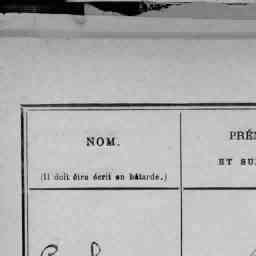 NOM.
PRÉ
ET SU
(Il doit être écrit en bâtarde.)